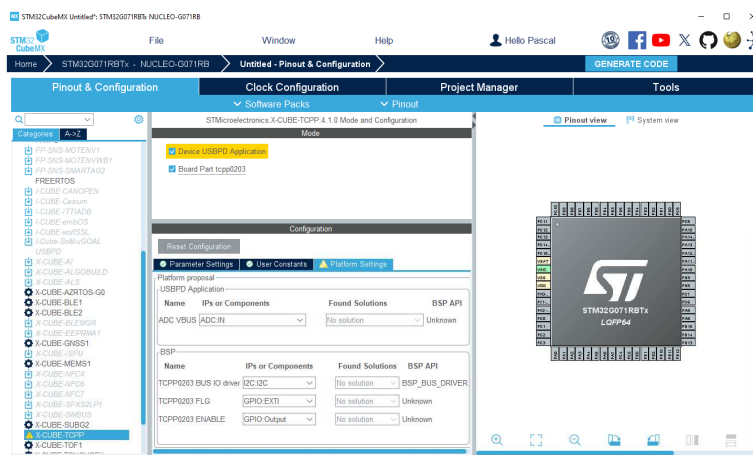 STM32CubeMX Untitled*: STM32G071RBTx NUCLEO-G071RB
STM32
CubeMX
File
Window
Help
Hello Pascal
Home
STM32G071RBTx - NUCLEO-G071RB
Untitled - Pinout & Configuration
GENERATE CODE
Pinout & Configuration
Clock Configuration
Project Manager
Tools
Software Packs
Pinout
Categories
A->Z
FP-SNS-MOTENV1
FP-SNS-MOTENVWB1
FP-SNS-SMARTAG2
FREERTOS
I-CUBE-CANOPEN
I-CUBE-Cesium
I-CUBE-ITTIADB
I-CUBE-embOS
I-CUBE-wolfSSL
I-Cube-SoM-uGOAL
USBPD
X-CUBE-AI
X-CUBE-ALGOBUILD
X-CUBE-ALS
X-CUBE-AZRTOS-G0
X-CUBE-BLE1
X-CUBE-BLE2
X-CUBE-BLEMGR
X-CUBE-EEPRMA1
X-CUBE-GNSS1
X-CUBE-ISPU
X-CUBE-MEMS1
X-CUBE-NFC4
X-CUBE-NFC6
X-CUBE-NFC7
X-CUBE-SFXS2LP1
X-CUBE-SMBUS
X-CUBE-SUBG2
X-CUBE-TCPP
X-CUBE-TOF1
STMicroelectronics X-CUBE-TCPP.4.1.0 Mode and Configuration
Mode
Device USBPD Application
Board Part tcpp0203
Configuration
Reset Configuration
Parameter Settings
User Constants
Platform Settings
Platform proposal
USBPD Application
Name IPs or Components Found Solutions BSP API
ADC VBUS ADC:IN No solution Unknown
BSP
Name IPs or Components Found Solutions BSP API
TCPP0203 BUS IO driver I2C:I2C No solution BSP_BUS_DRIVER
TCPP0203 FLG GPIO:EXTI No solution Unknown
TCPP0203 ENABLE GPIO:Output No solution Unknown
Pinout view
System view
STM32G071RBTx
LQFP64